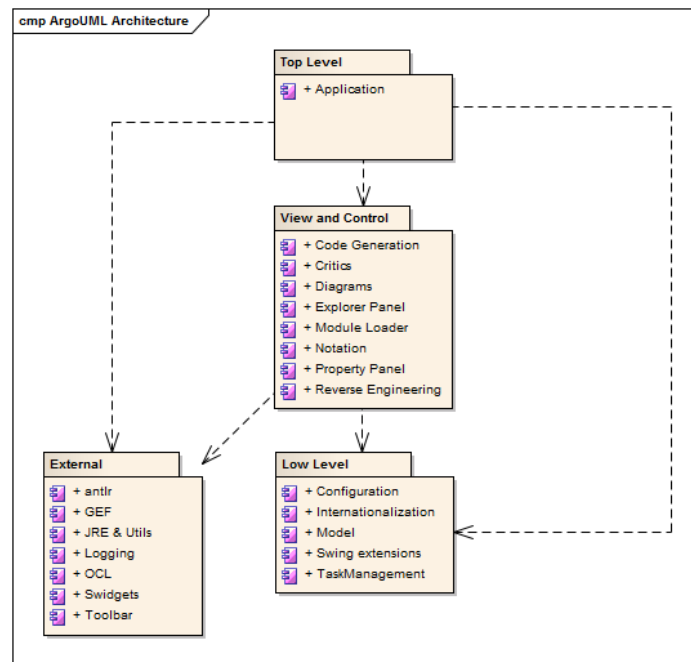 cmp ArgoUML Architecture
Top Level
+ Application
View and Control
+ Code Generation
+ Critics
+ Diagrams
+ Explorer Panel
+ Module Loader
+ Notation
+ Property Panel
+ Reverse Engineering
External
+ antlr
+ GEF
+ JRE & Utils
+ Logging
+ OCL
+ Swidgets
+ Toolbar
Low Level
+ Configuration
+ Internationalization
+ Model
+ Swing extensions
+ TaskManagement